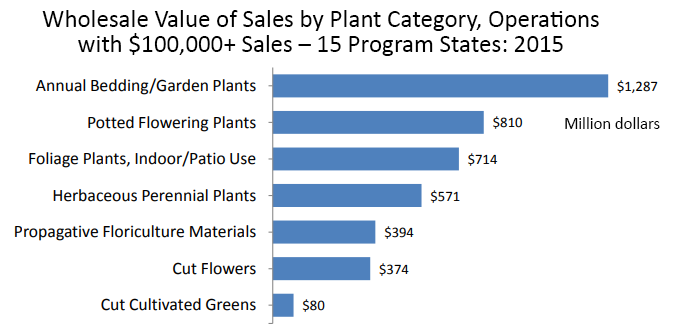 Wholesale Value of Sales by Plant Category, Operations
with $100,000+ Sales – 15 Program States: 2015
Annual Bedding/Garden Plants $1,287
Potted Flowering Plants $810 Million dollars
Foliage Plants, Indoor/Patio Use $714
Herbaceous Perennial Plants $571
Propagative Floriculture Materials $394
Cut Flowers $374
Cut Cultivated Greens $80